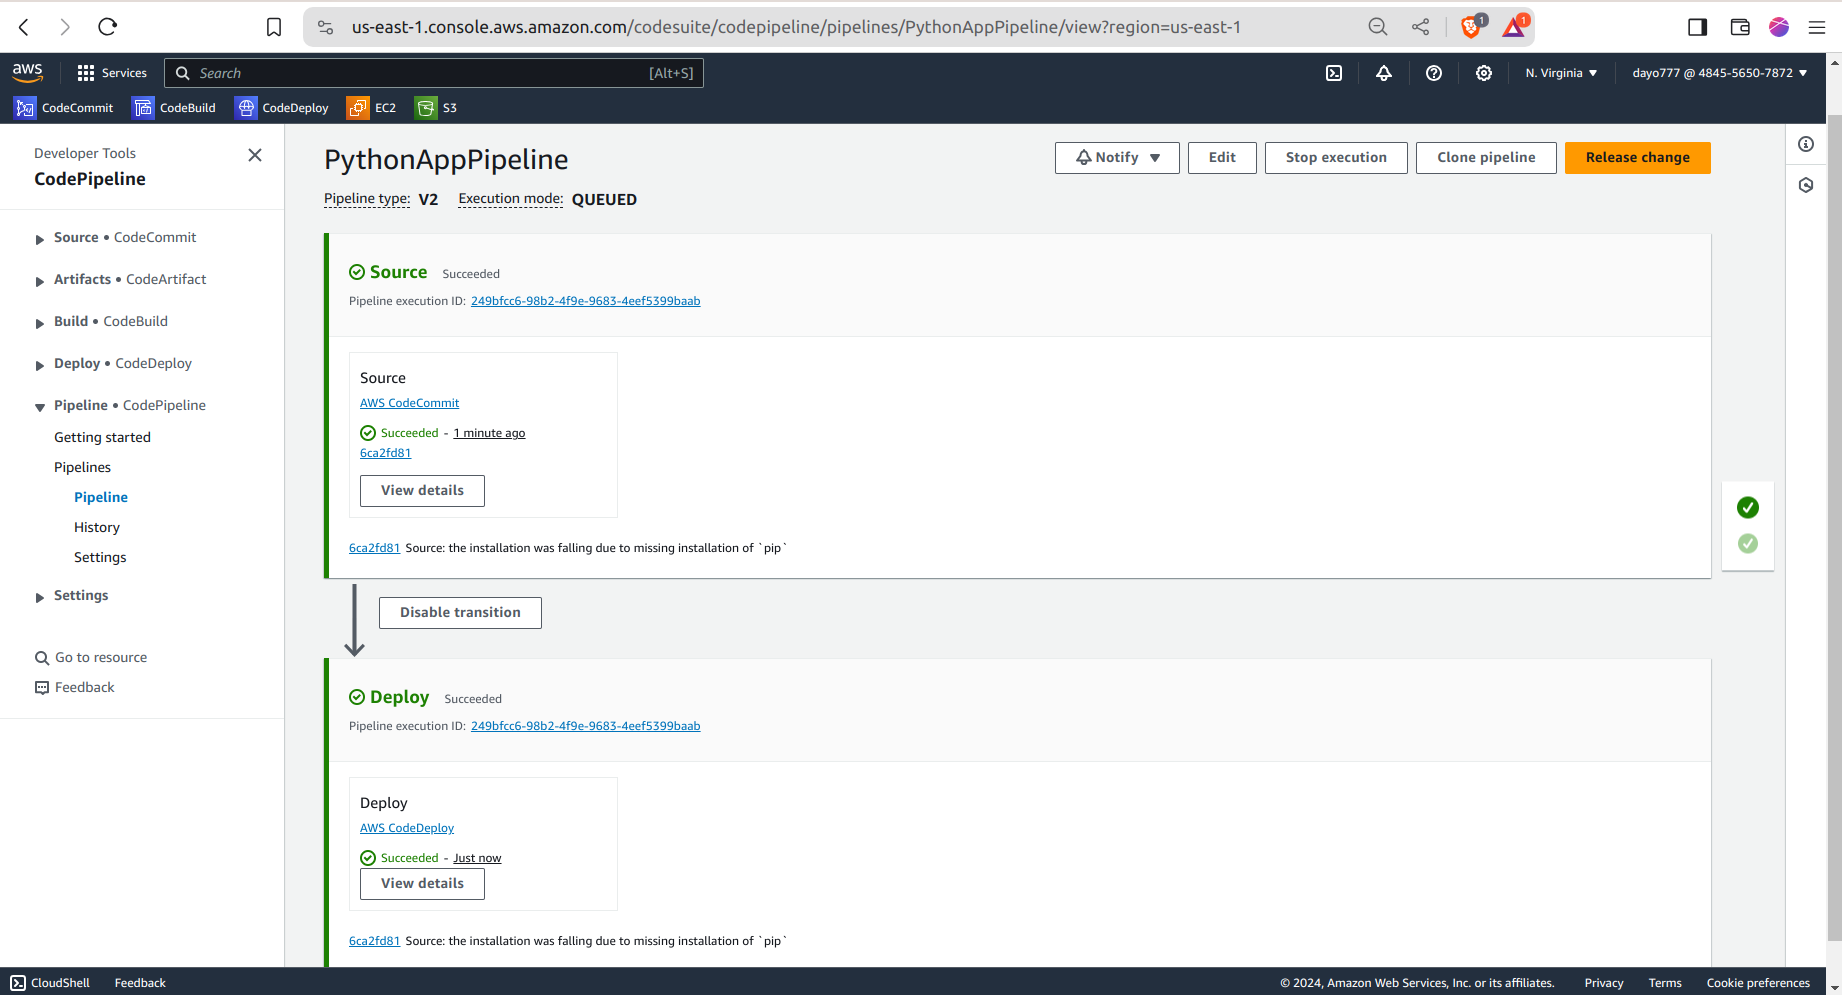 us-east-1.console.aws.amazon.com/codesuite/codepipeline/pipelines/PythonAppPipeline/view?region=us-east-1
1
1
aws
Services
Search
[Alt+S]
N. Virginia
dayo777 @ 4845-5650-7872
CodeCommit
CodeBuild
CodeDeploy
EC2
S3
Developer Tools
CodePipeline
Source • CodeCommit
Artifacts • CodeArtifact
Build • CodeBuild
Deploy • CodeDeploy
Pipeline • CodePipeline
Getting started
Pipelines
Pipeline
History
Settings
Settings
Go to resource
Feedback
PythonAppPipeline
Notify
Edit
Stop execution
Clone pipeline
Release change
Pipeline type: V2 Execution mode: QUEUED
Source Succeeded
Pipeline execution ID: 249bfcc6-98b2-4f9e-9683-4eef5399baab
Source
AWS CodeCommit
Succeeded - 1 minute ago
6ca2fd81
View details
6ca2fd81 Source: the installation was falling due to missing installation of `pip`
Disable transition
Deploy Succeeded
Pipeline execution ID: 249bfcc6-98b2-4f9e-9683-4eef5399baab
Deploy
AWS CodeDeploy
Succeeded - Just now
View details
6ca2fd81 Source: the installation was falling due to missing installation of `pip`
CloudShell
Feedback
© 2024, Amazon Web Services, Inc. or its affiliates.
Privacy
Terms
Cookie preferences